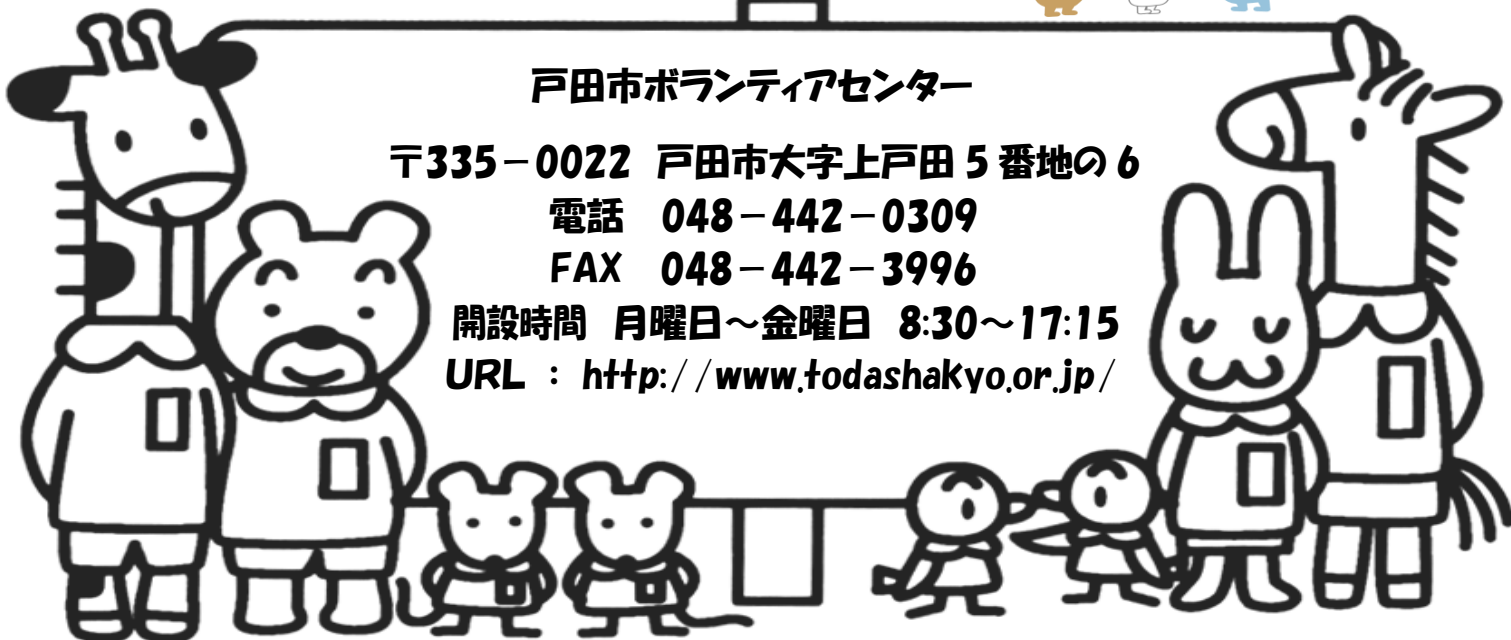 戸田市ボランティアセンター
〒335－0022 戸田市大字上戸田5番地の6
電話 048－442－0309
FAX 048－442－3996
開設時間 月曜日～金曜日 8:30～17:15
URL : http://www.todashakyo.or.jp/